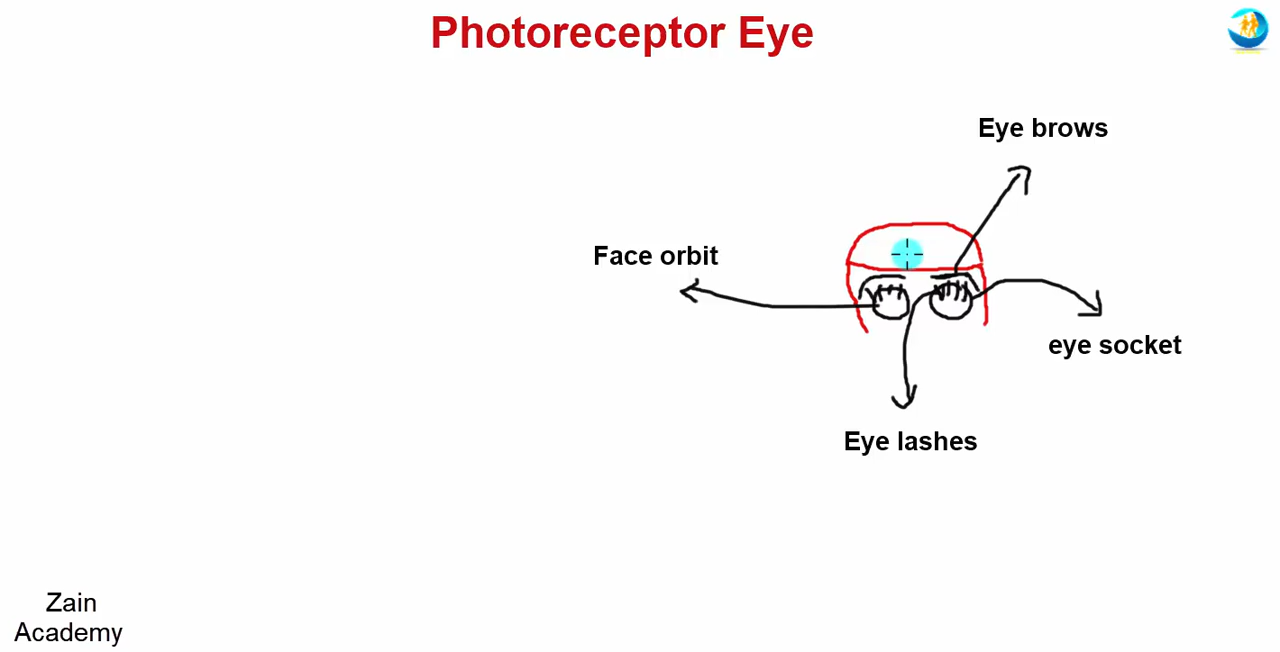 Photoreceptor Eye
Eye brows
Face orbit
eye socket
Eye lashes
Zain
Academy